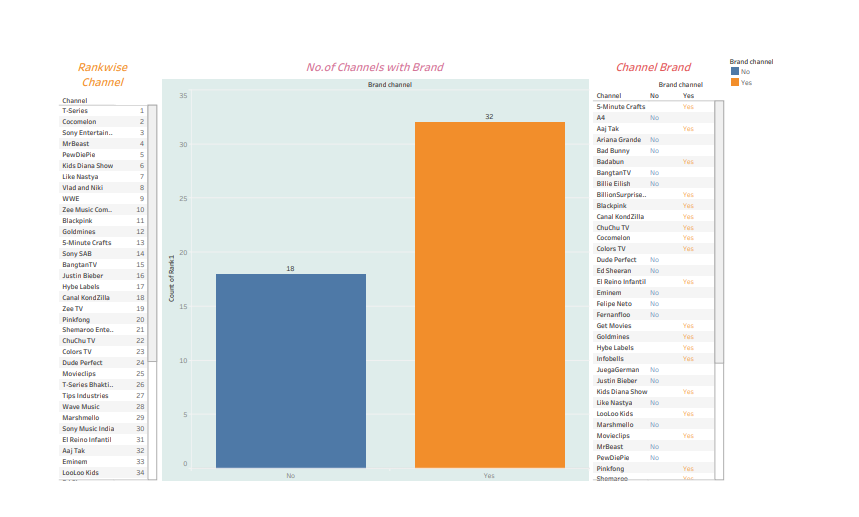 Rankwise
Channel
Channel
T-Series 1
Cocomelon 2
Sony Entertain.. 3
MrBeast 4
PewDiePie 5
Kids Diana Show 6
Like Nastya 7
Vlad and Niki 8
WWE 9
Zee Music Com.. 10
Blackpink 11
Goldmines 12
5-Minute Crafts 13
Sony SAB 14
BangtanTV 15
Justin Bieber 16
Hybe Labels 17
Canal KondZilla 18
Zee TV 19
Pinkfong 20
Shemaroo Ente.. 21
ChuChu TV 22
Colors TV 23
Dude Perfect 24
Movieclips 25
T-Series Bhakti.. 26
Tips Industries 27
Wave Music 28
Marshmello 29
Sony Music India 30
El Reino Infantil 31
Aaj Tak 32
Eminem 33
LooLoo Kids 34
No.of Channels with Brand
Brand channel
Count of Rank1
35
30
25
20
15
10
5
0
18
32
No
Yes
Channel Brand
Brand channel
Channel No Yes
5-Minute Crafts Yes
A4 No
Aaj Tak Yes
Ariana Grande No
Bad Bunny No
Badabun Yes
BangtanTV No
Billie Eilish No
BillionSurprise.. Yes
Blackpink Yes
Canal KondZilla Yes
ChuChu TV Yes
Cocomelon Yes
Colors TV Yes
Dude Perfect No
Ed Sheeran No
El Reino Infantil Yes
Eminem No
Felipe Neto No
Fernanfloo No
Get Movies Yes
Goldmines Yes
Hybe Labels Yes
Infobells Yes
JuegaGerman No
Justin Bieber No
Kids Diana Show Yes
Like Nastya No
LooLoo Kids Yes
Marshmello No
Movieclips Yes
MrBeast No
PewDiePie No
Pinkfong Yes
Shemaroo Yes
Brand channel
No
Yes